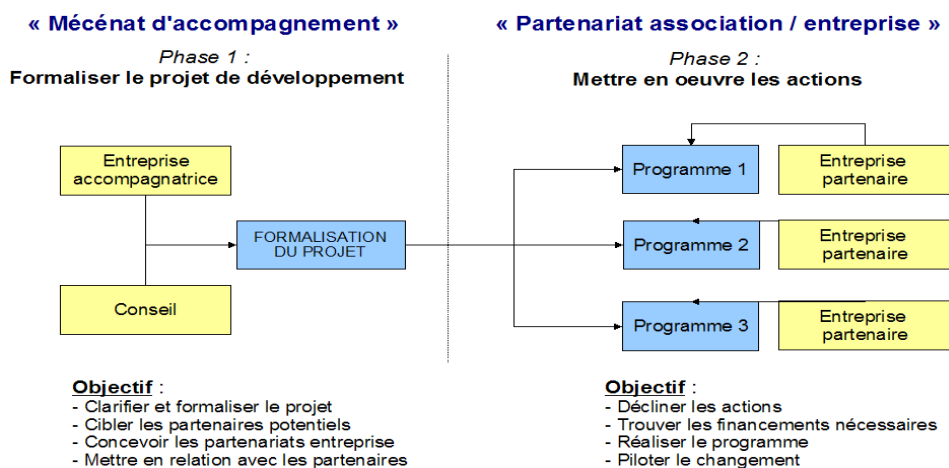 « Mécénat d'accompagnement »
Phase 1 :
Formaliser le projet de développement
Entreprise
accompagnatrice
FORMALISATION
DU PROJET
Conseil
Objectif :
- Clarifier et formaliser le projet
- Cibler les partenaires potentiels
- Concevoir les partenariats entreprise
- Mettre en relation avec les partenaires
« Partenariat association / entreprise »
Phase 2 :
Mettre en oeuvre les actions
Programme 1
Entreprise
partenaire
Programme 2
Entreprise
partenaire
Programme 3
Entreprise
partenaire
Objectif :
- Décliner les actions
- Trouver les financements nécessaires
- Réaliser le programme
- Piloter le changement